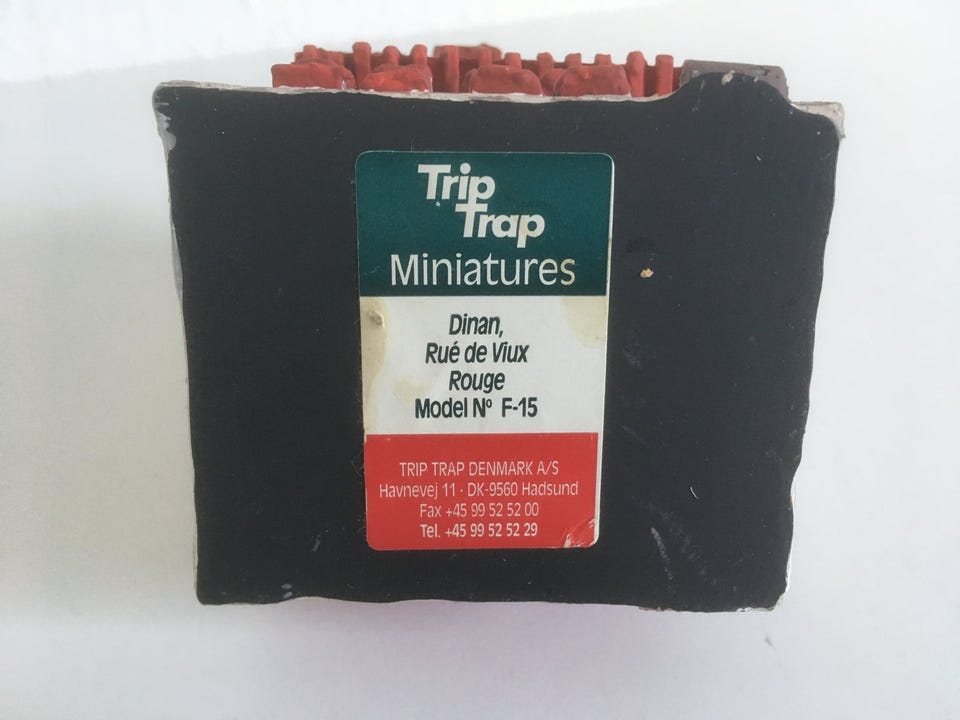 Trip
Trap
Miniatures
Dinan,
Rué de Viux
Rouge
Model Nº F-15
TRIP TRAP DENMARK A/S
Havnevej 11 · DK-9560 Hadsund
Fax +45 99 52 52 00
Tel. +45 99 52 52 29